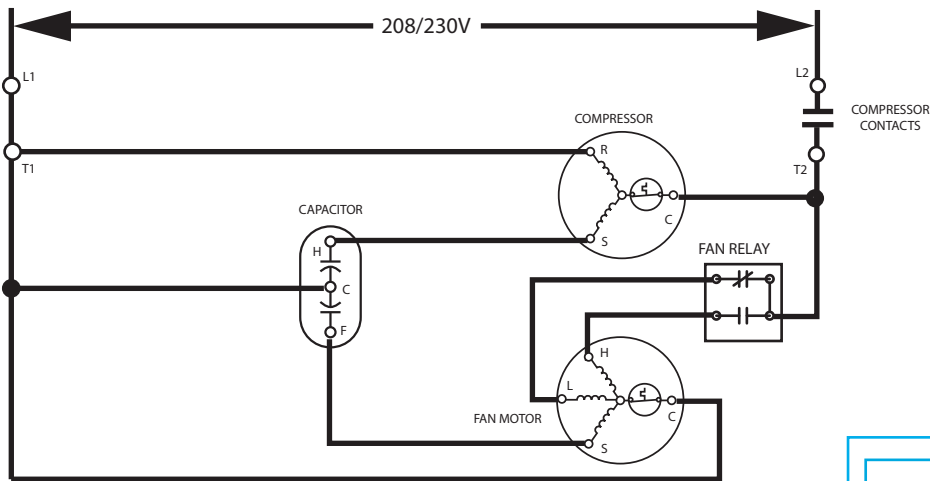 208/230V
L1
L2
COMPRESSOR
CONTACTS
COMPRESSOR
R
T1
T2
C
S
CAPACITOR
H
C
F
FAN RELAY
H
L
FAN MOTOR
C
S